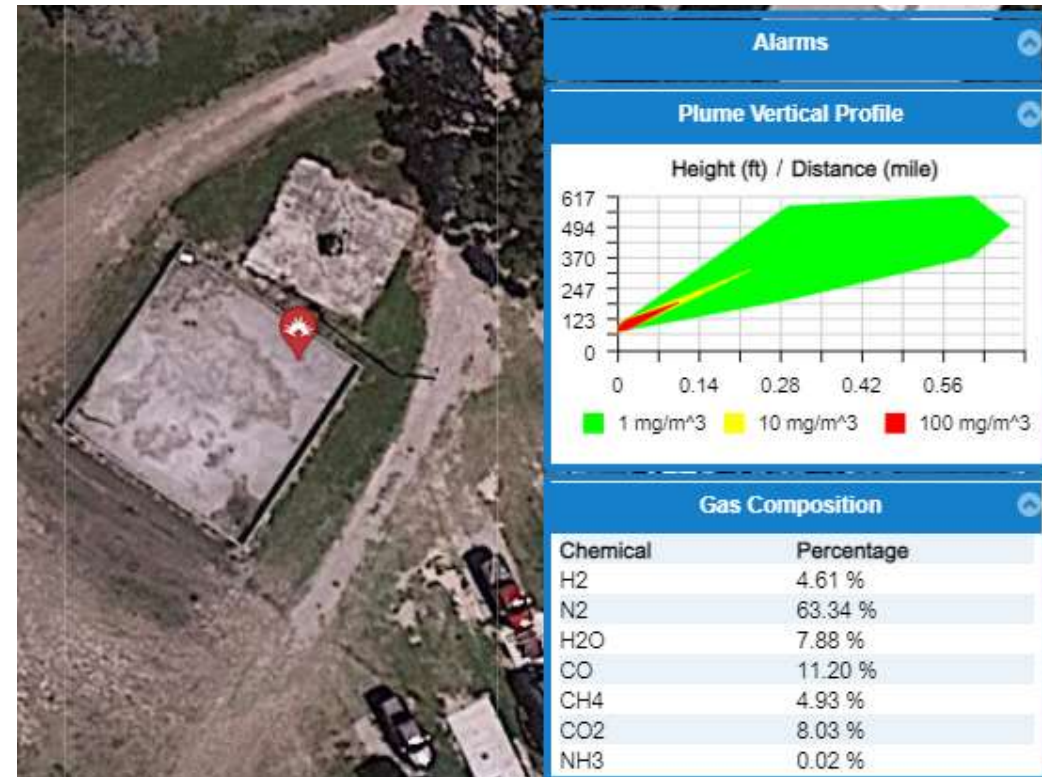 Alarms
Plume Vertical Profile
Height (ft) / Distance (mile)
617
494
370
247
123
0
0 0.14 0.28 0.42 0.56
1 mg/m^3 10 mg/m^3 100 mg/m^3
Gas Composition
Chemical Percentage
H2 4.61 %
N2 63.34 %
H2O 7.88 %
CO 11.20 %
CH4 4.93 %
CO2 8.03 %
NH3 0.02 %